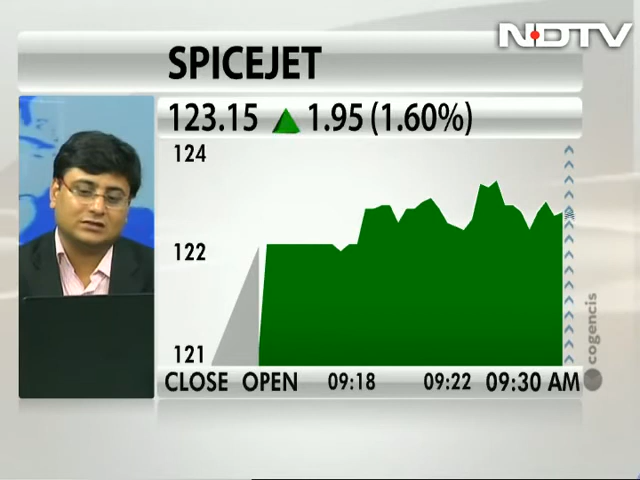 NDTV
SPICEJET
123.15 ▲ 1.95 (1.60%)
124
122
121
CLOSE OPEN 09:18 09:22 09:30 AM
cogencis